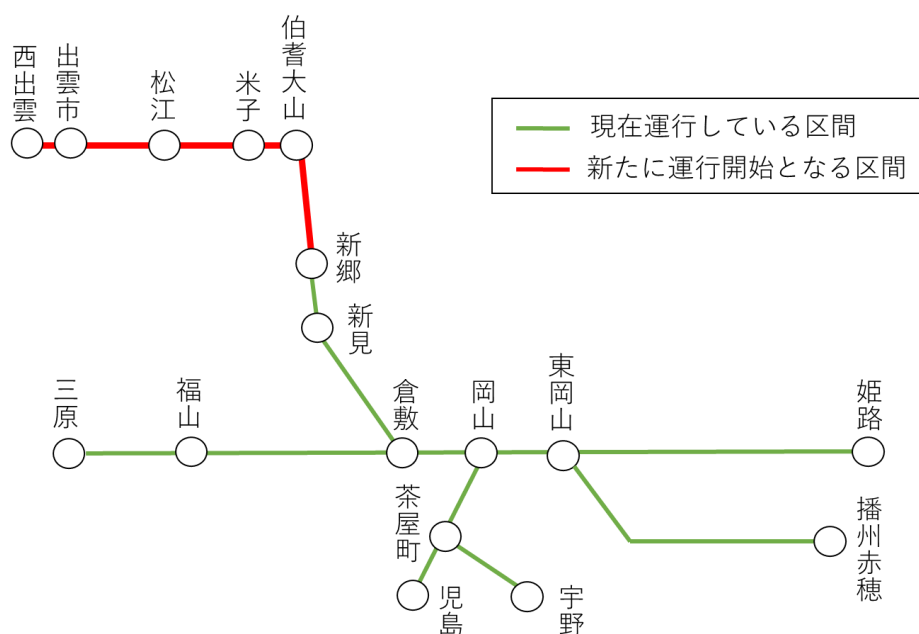 西出雲
出雲市
松江
米子
伯耆大山
現在運行している区間
新たに運行開始となる区間
新郷
新見
三原
福山
倉敷
岡山
東岡山
姫路
茶屋町
児島
宇野
播州赤穂